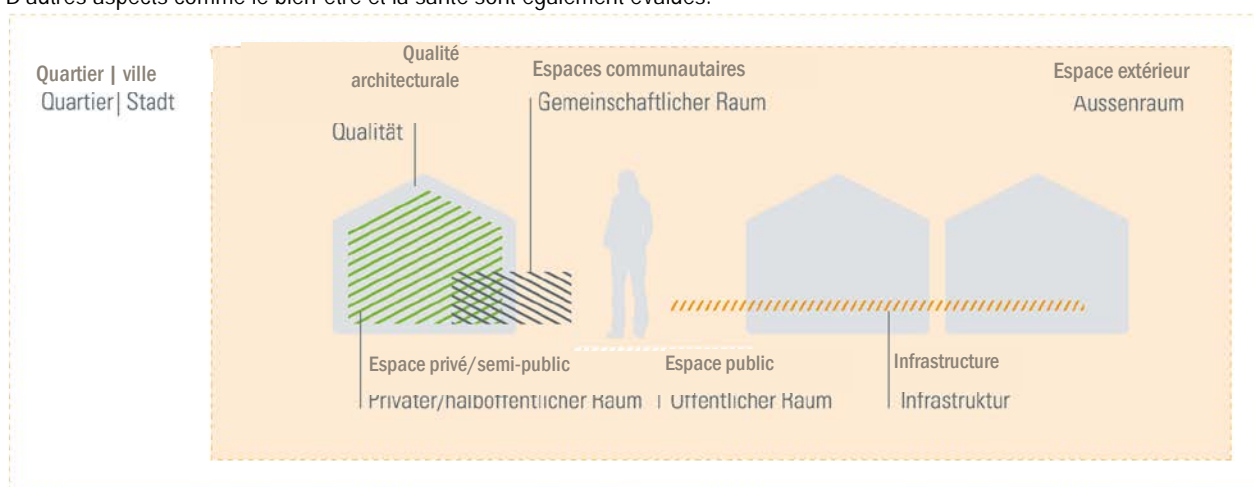 D'autres aspects comme le bien-être et la santé sont également évalués.
Quartier | ville
Quartier | Stadt
Qualité
architecturale
Qualität
Espaces communautaires
Gemeinschaftlicher Raum
Espace extérieur
Aussenraum
Espace privé/semi-public
Privater/halböffentlicher Raum
Espace public
Öffentlicher Raum
Infrastructure
Infrastruktur